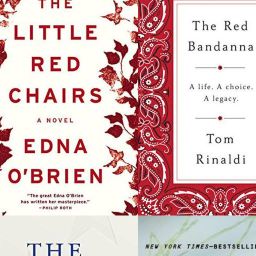 THE
LITTLE
RED
CHAIRS
A NOVEL
EDNA
O'BRIEN
"The great Edna O'Brien
has written her masterpiece."
— PHILIP ROTH
The Red
Bandanna
A life. A choice.
A legacy.
Tom
Rinaldi
THE
NEW YORK TIMES—BESTSELLI